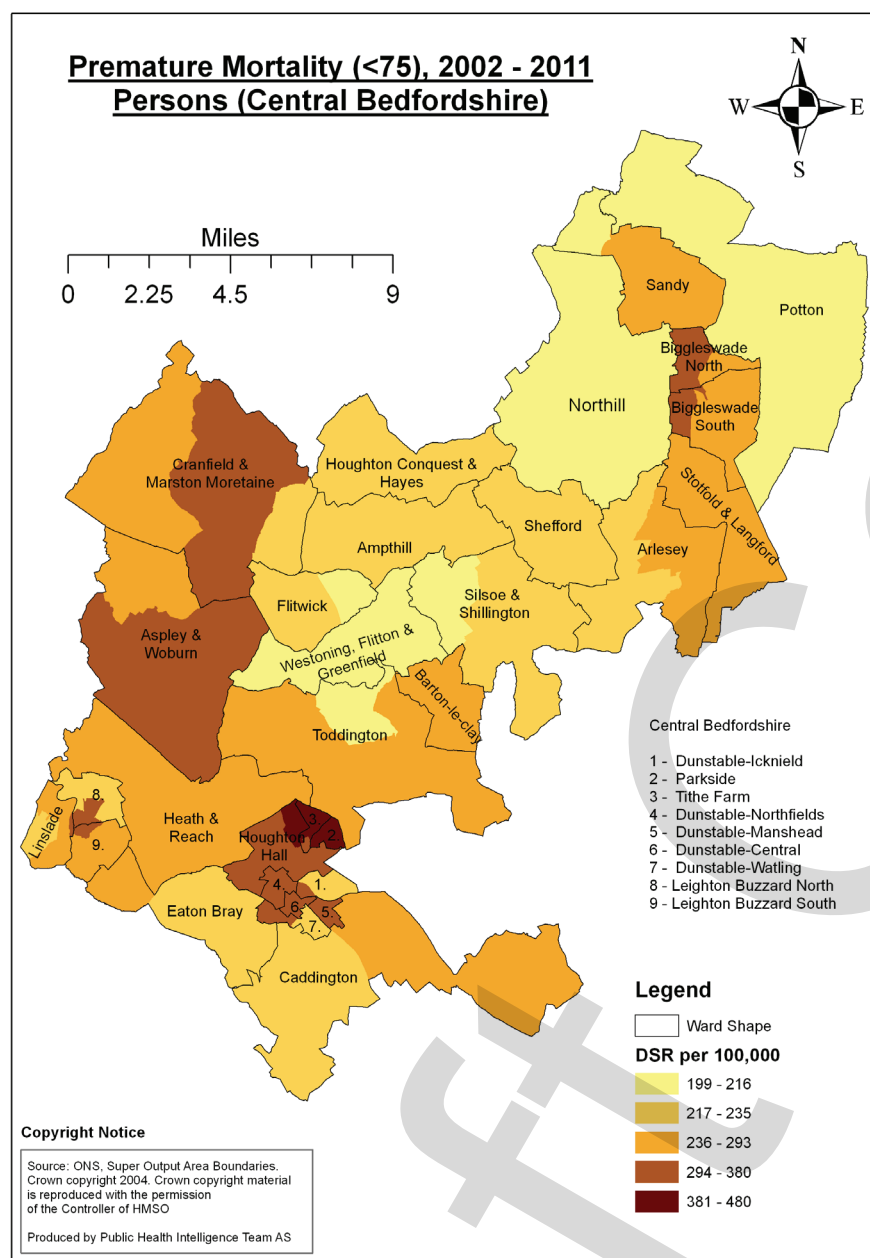 Premature Mortality (<75), 2002 - 2011
Persons (Central Bedfordshire)
N
W
E
S
Miles
0 2.25 4.5 9
Sandy
Potton
Biggleswade
North
Northill
Biggleswade
South
Cranfield &
Marston Moretaine
Houghton Conquest &
Hayes
Stotfold & Langford
Shefford
Ampthill
Arlesey
Flitwick
Silsoe &
Shillington
Aspley &
Woburn
Westoning, Flitton &
Greenfield
Barton-le-clay
Toddington
Linslade
8
9.
Heath &
Reach
Houghton
Hall
3
2.
4.
1.
6.
5.
7.
Eaton Bray
Caddington
Central Bedfordshire
1 - Dunstable-Icknield
2 - Parkside
3 - Tithe Farm
4 - Dunstable-Northfields
5 - Dunstable-Manshead
6 - Dunstable-Central
7 - Dunstable-Watling
8 - Leighton Buzzard North
9 - Leighton Buzzard South
Legend
Ward Shape
DSR per 100,000
199 - 216
217 - 235
236 - 293
294 - 380
381 - 480
Copyright Notice
Source: ONS, Super Output Area Boundaries.
Crown copyright 2004. Crown copyright material
is reproduced with the permission
of the Controller of HMSO
Produced by Public Health Intelligence Team AS